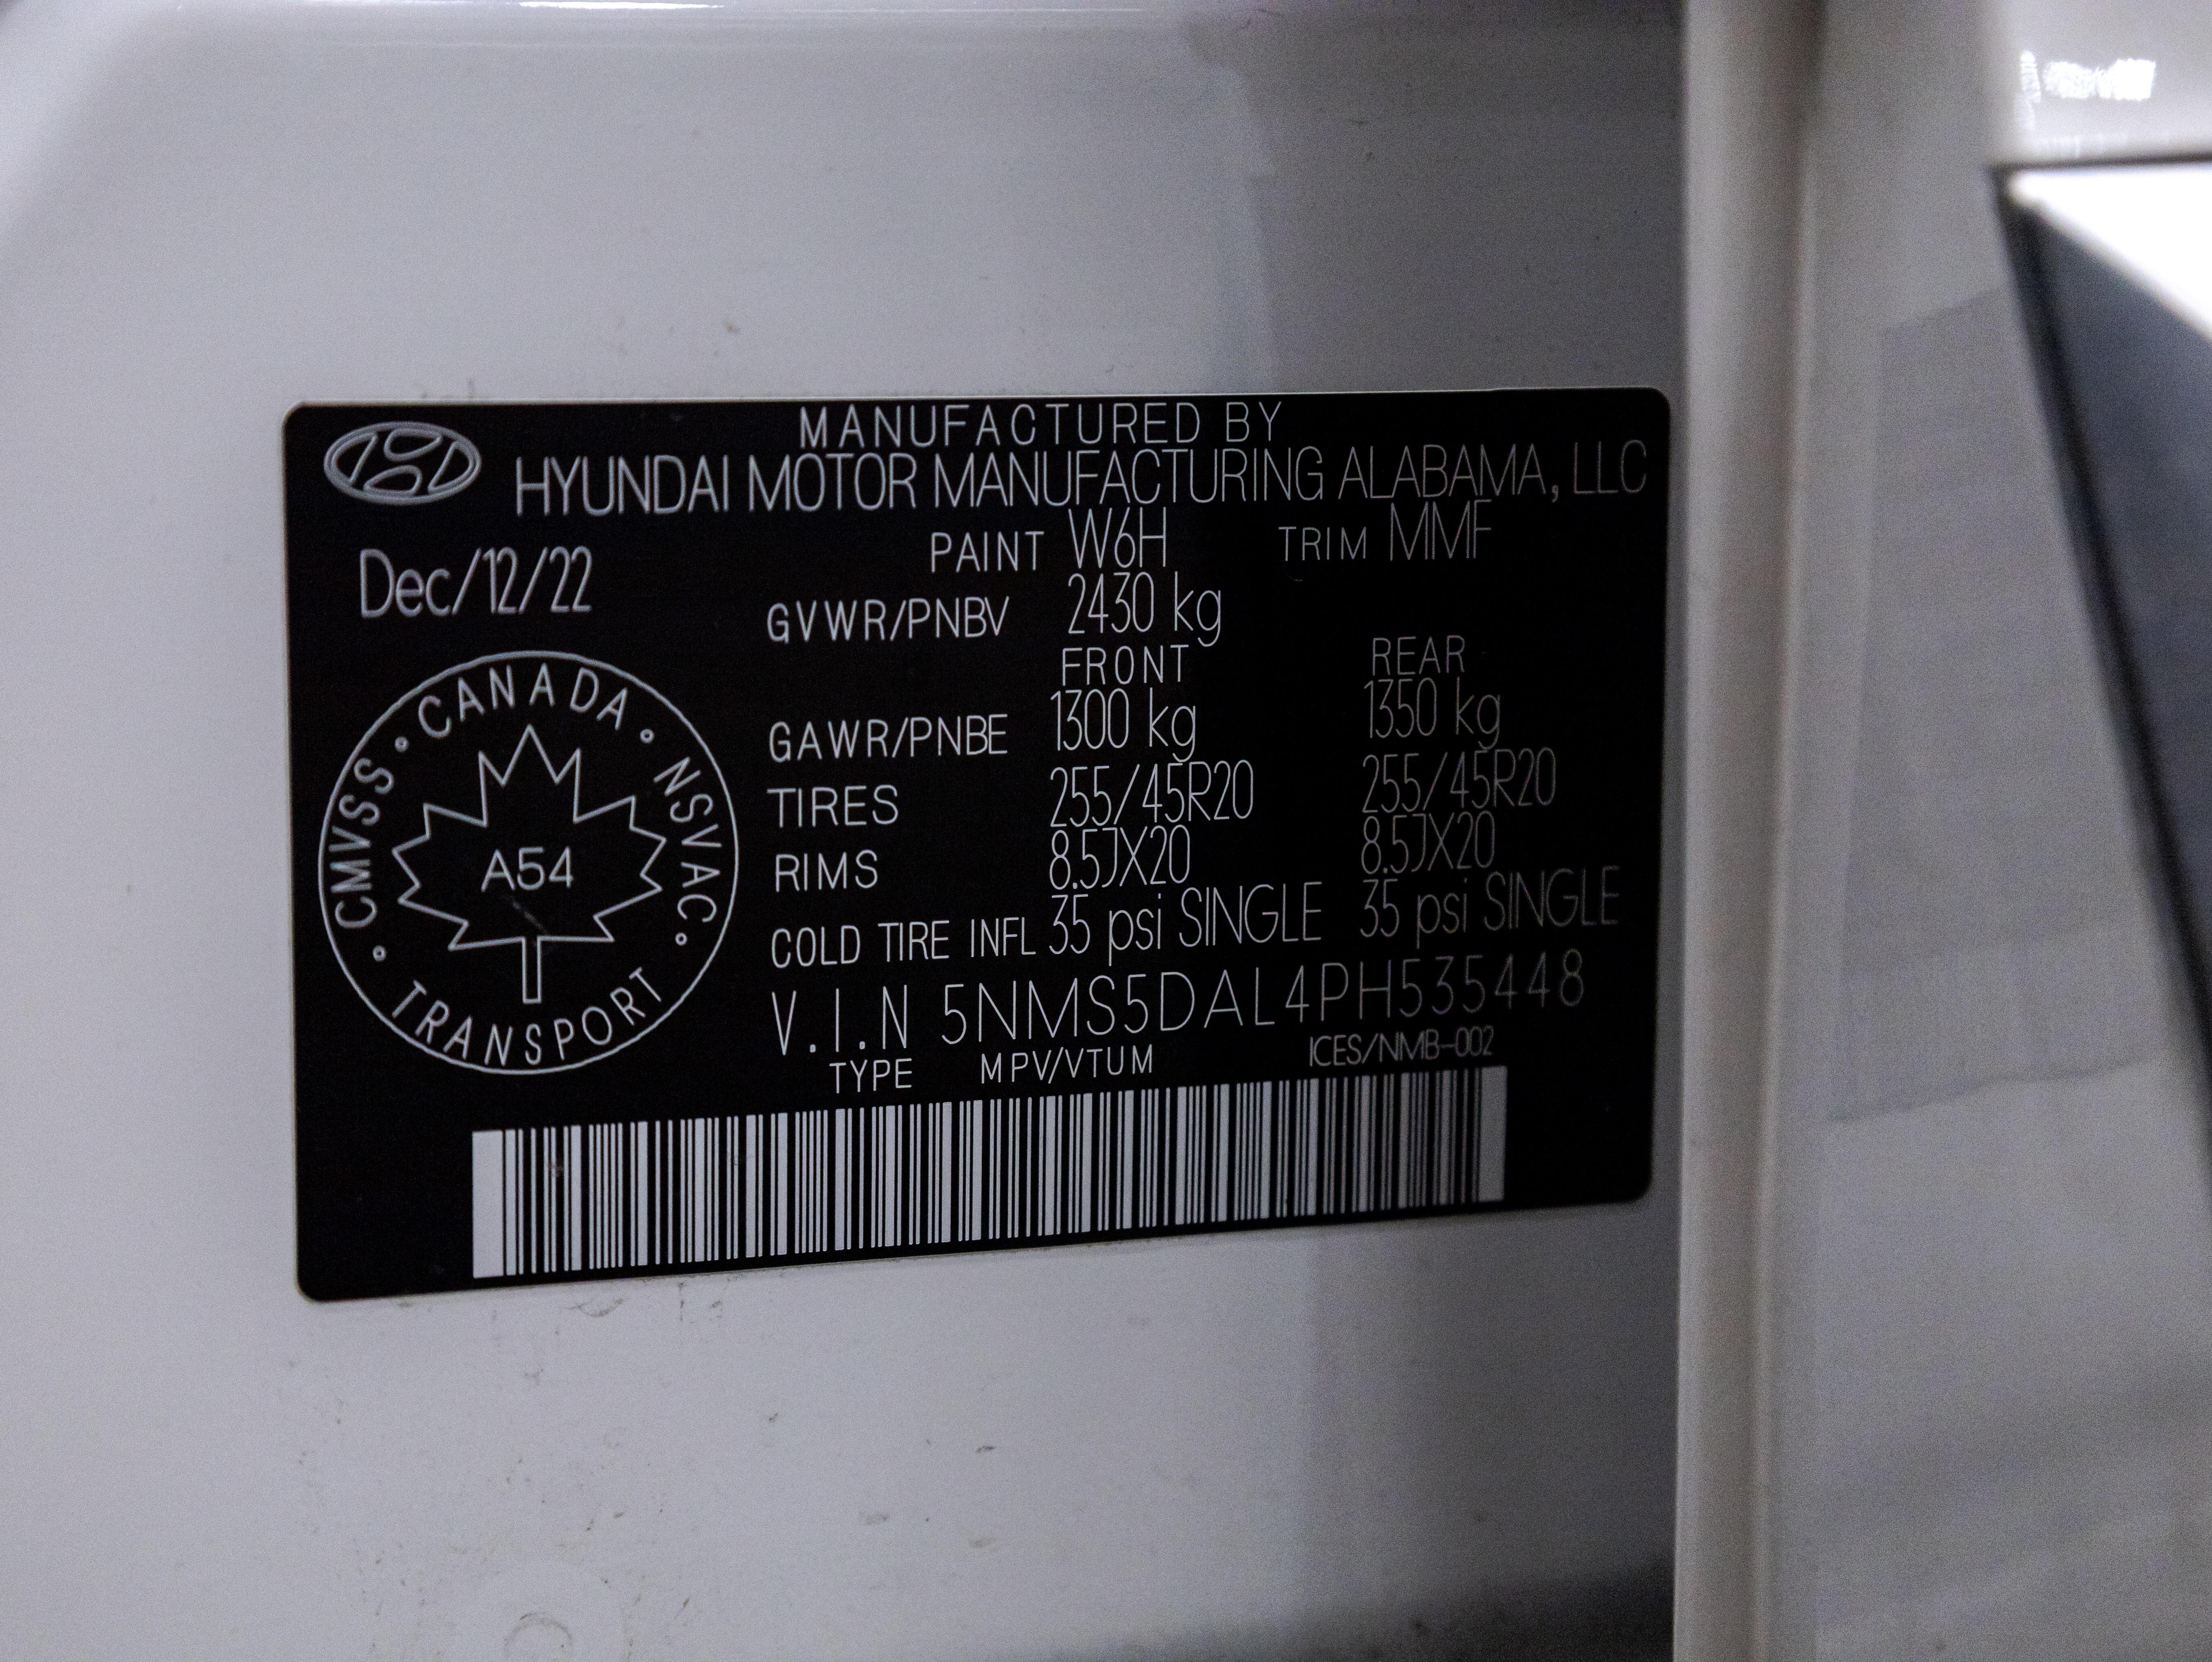 MANUFACTURED BY
HYUNDAI MOTOR MANUFACTURING ALABAMA, LLC
Dec/12/22
PAINT W6H TRIM MMF
GVWR/PNBV 2430 kg
FRONT REAR
GAWR/PNBE 1300 kg 1350 kg
TIRES 255/45R20 255/45R20
RIMS 8.5JX20 8.5JX20
COLD TIRE INFL 35 psi SINGLE 35 psi SINGLE
V.I.N 5NMS5DAL4PH535448
TYPE MPV/VTUM ICES/NMB-002
CMVSS • CANADA • NSVAC • TRANSPORT •
A54